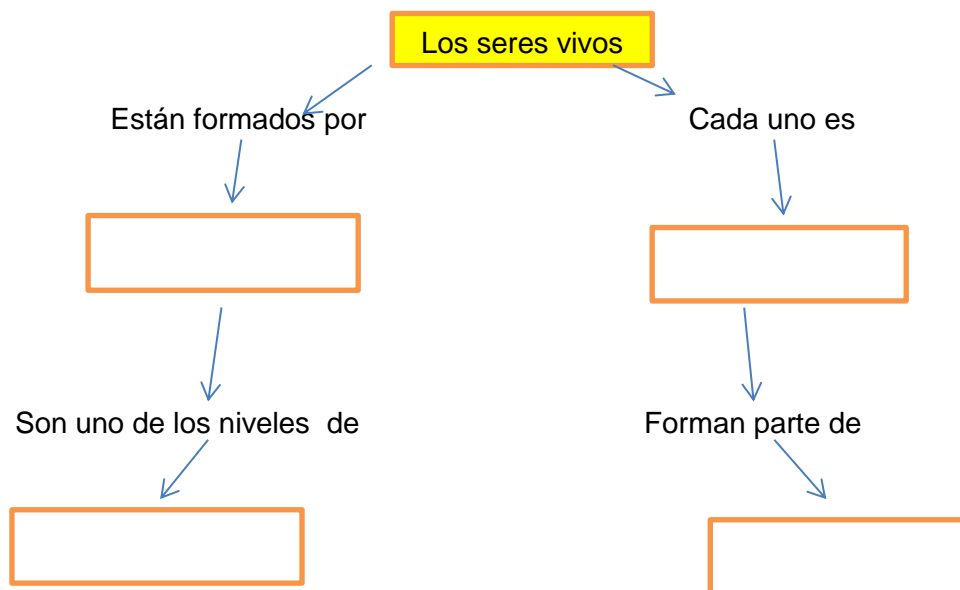 Los seres vivos
Están formados por
Cada uno es
Son uno de los niveles  de
Forman parte de